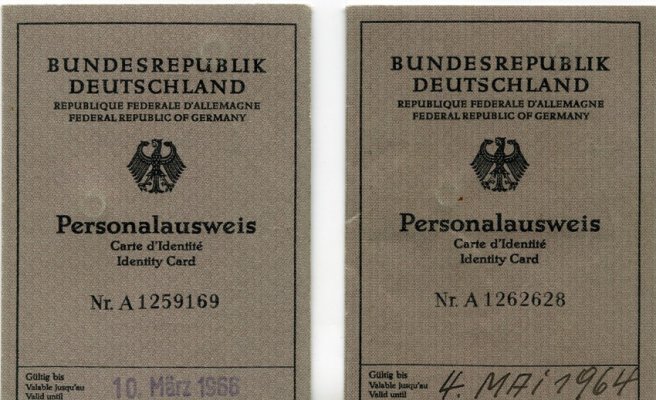 BUNDESREPUBLIK
DEUTSCHLAND
REPUBLIQUE FEDERALE D'ALLEMAGNE
FEDERAL REPUBLIC OF GERMANY
Personalausweis
Carte d'Identité
Identity Card
Nr. A 1259169
Gültig bis
Valable jusqu'au
Valid until
10. März 1966
BUNDESREPUBLIK
DEUTSCHLAND
REPUBLIQUE FEDERALE D'ALLEMAGNE
FEDERAL REPUBLIC OF GERMANY
Personalausweis
Carte d'Identité
Identity Card
Nr. A 1262628
Gültig bis
Valable jusqu'au
Valid until
4. MAi 1964